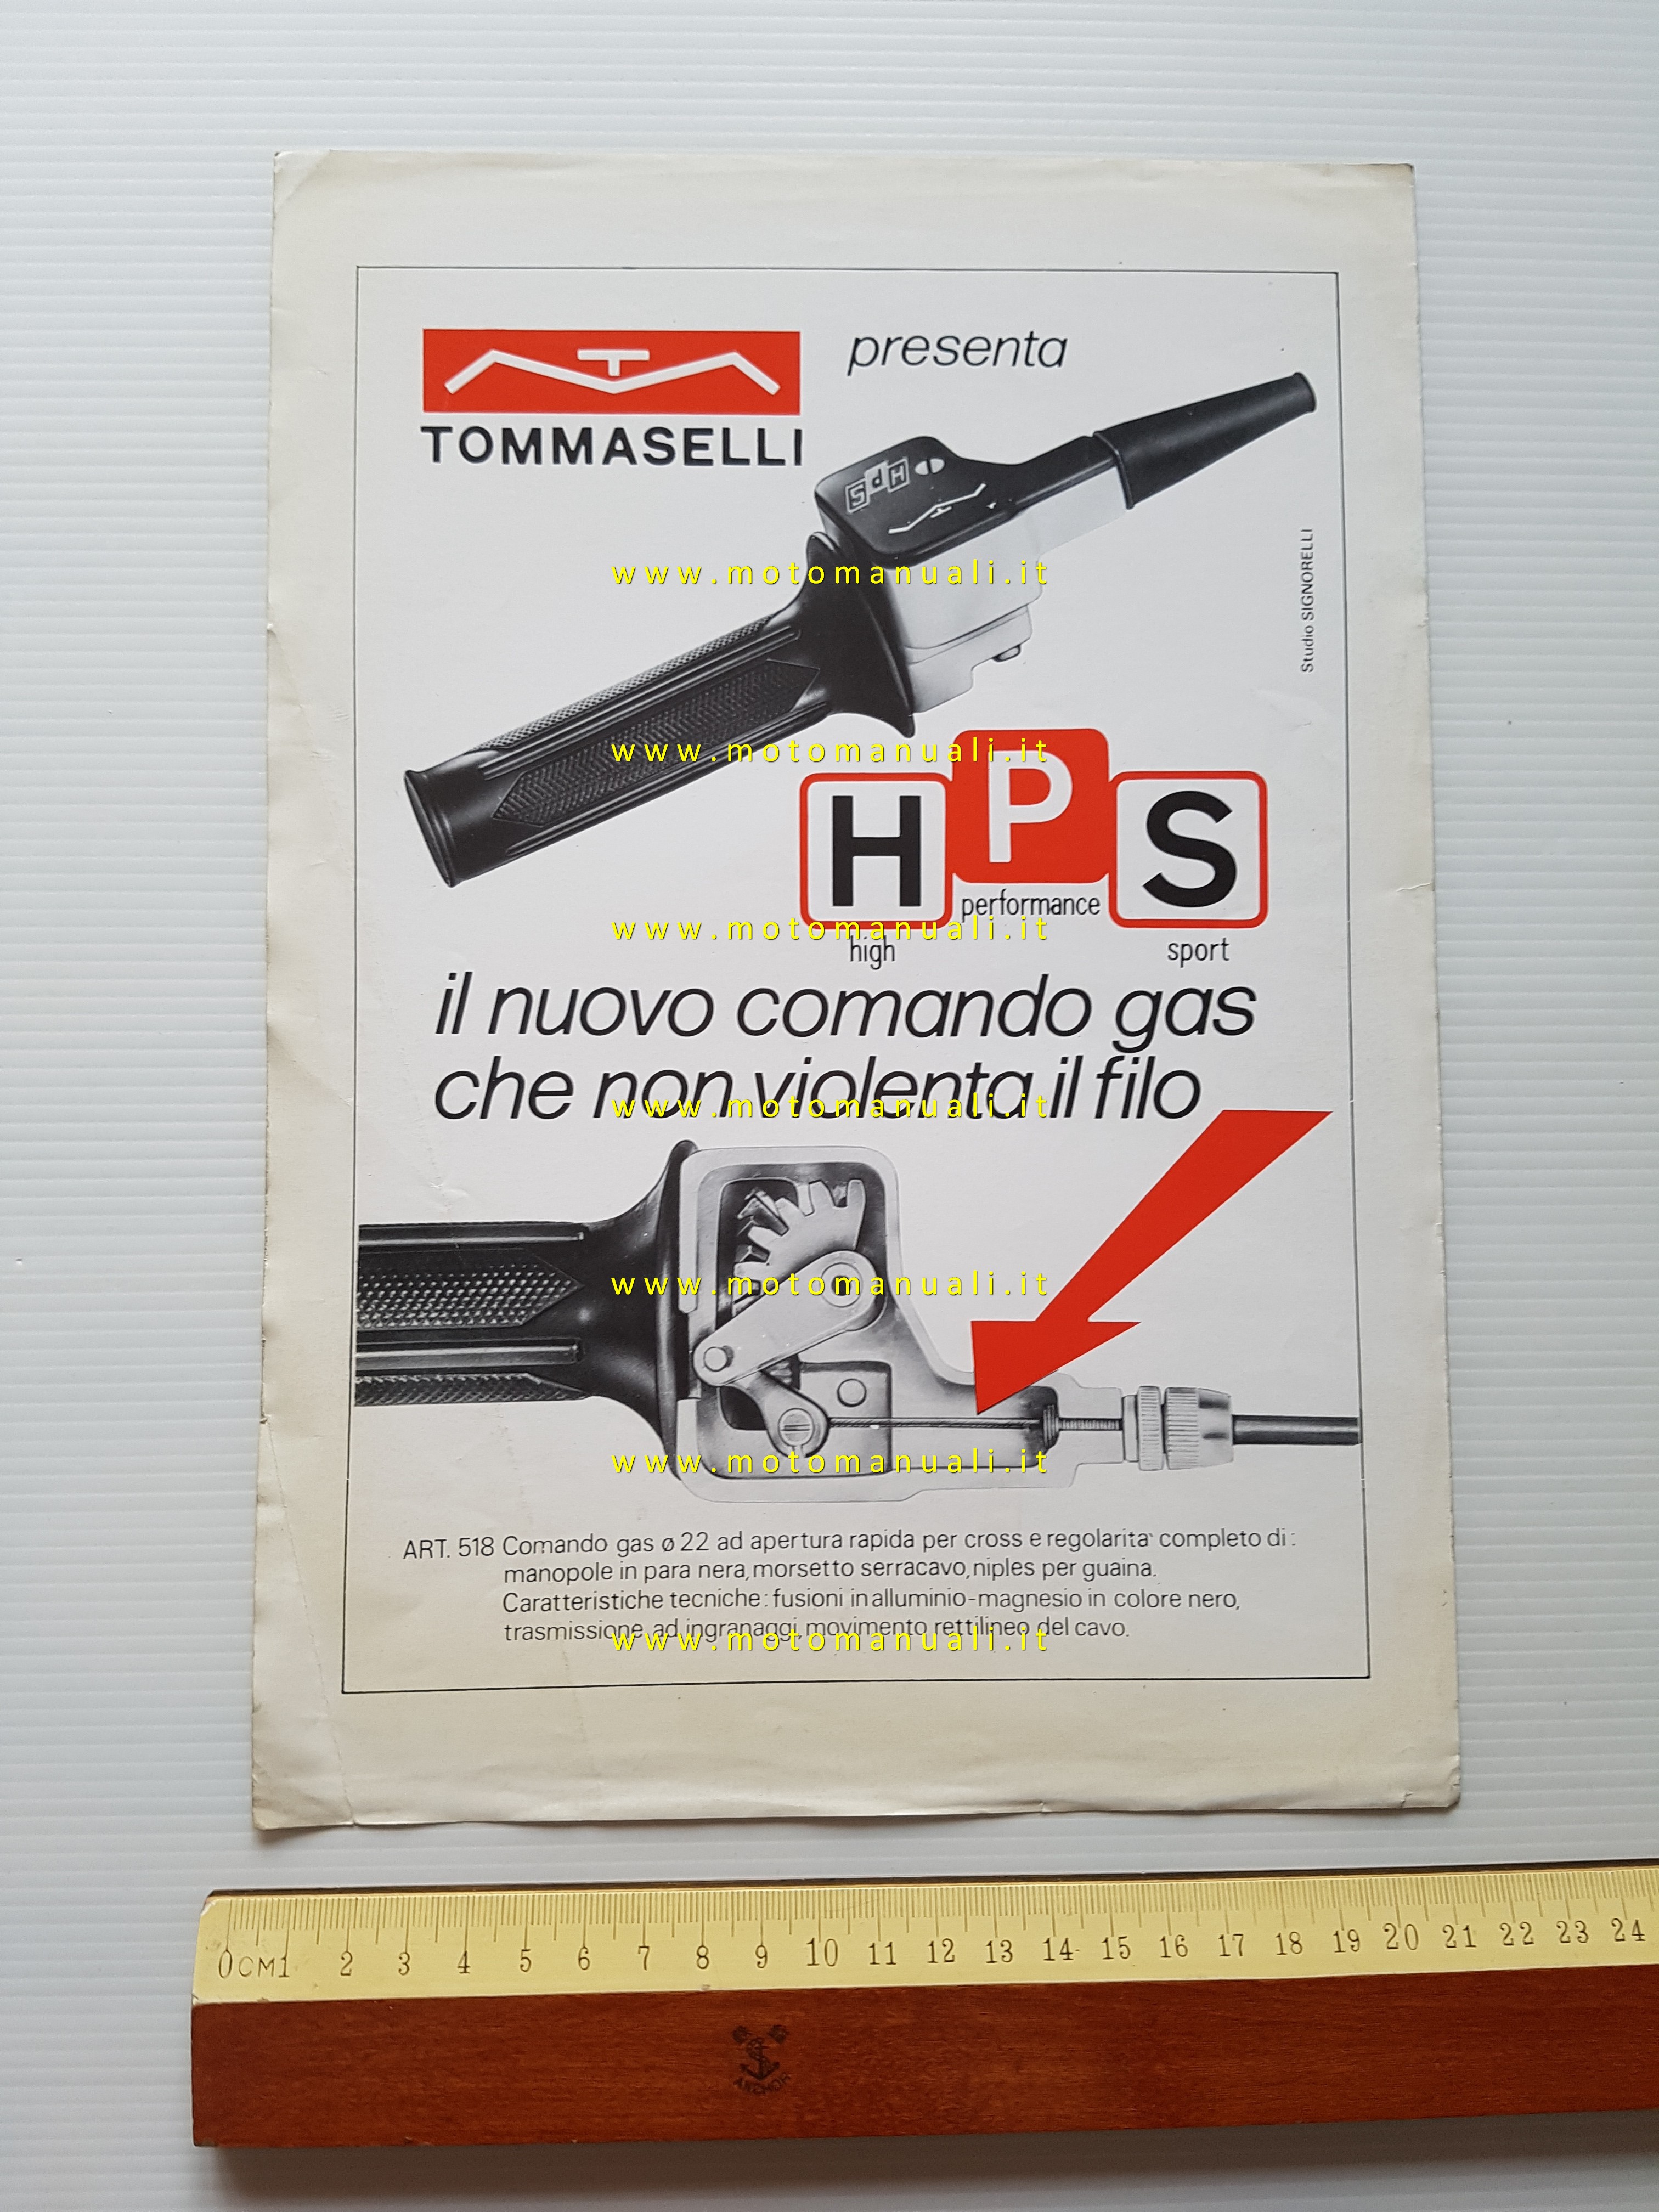 presenta
TOMMASELLI
HPS
www.motomanuali.it
Studio SIGNORELLI
www.motomanuali.it
H P S
performance
www.motomanuali.it
high sport
il nuovo comando gas
che non violenta il filo
www.motomanuali.it
www.motomanuali.it
www.motomanuali.it
ART. 518 Comando gas ø 22 ad apertura rapida per cross e regolarita' completo di:
manopole in para nera, morsetto serracavo, niples per guaina.
Caratteristiche tecniche: fusioni in alluminio-magnesio in colore nero,
trasmissione ad ingranaggi, movimento rettilineo del cavo.
www.motomanuali.it
0 CM 1 2 3 4 5 6 7 8 9 10 11 12 13 14 15 16 17 18 19 20 21 22 23 24
ANCHOR